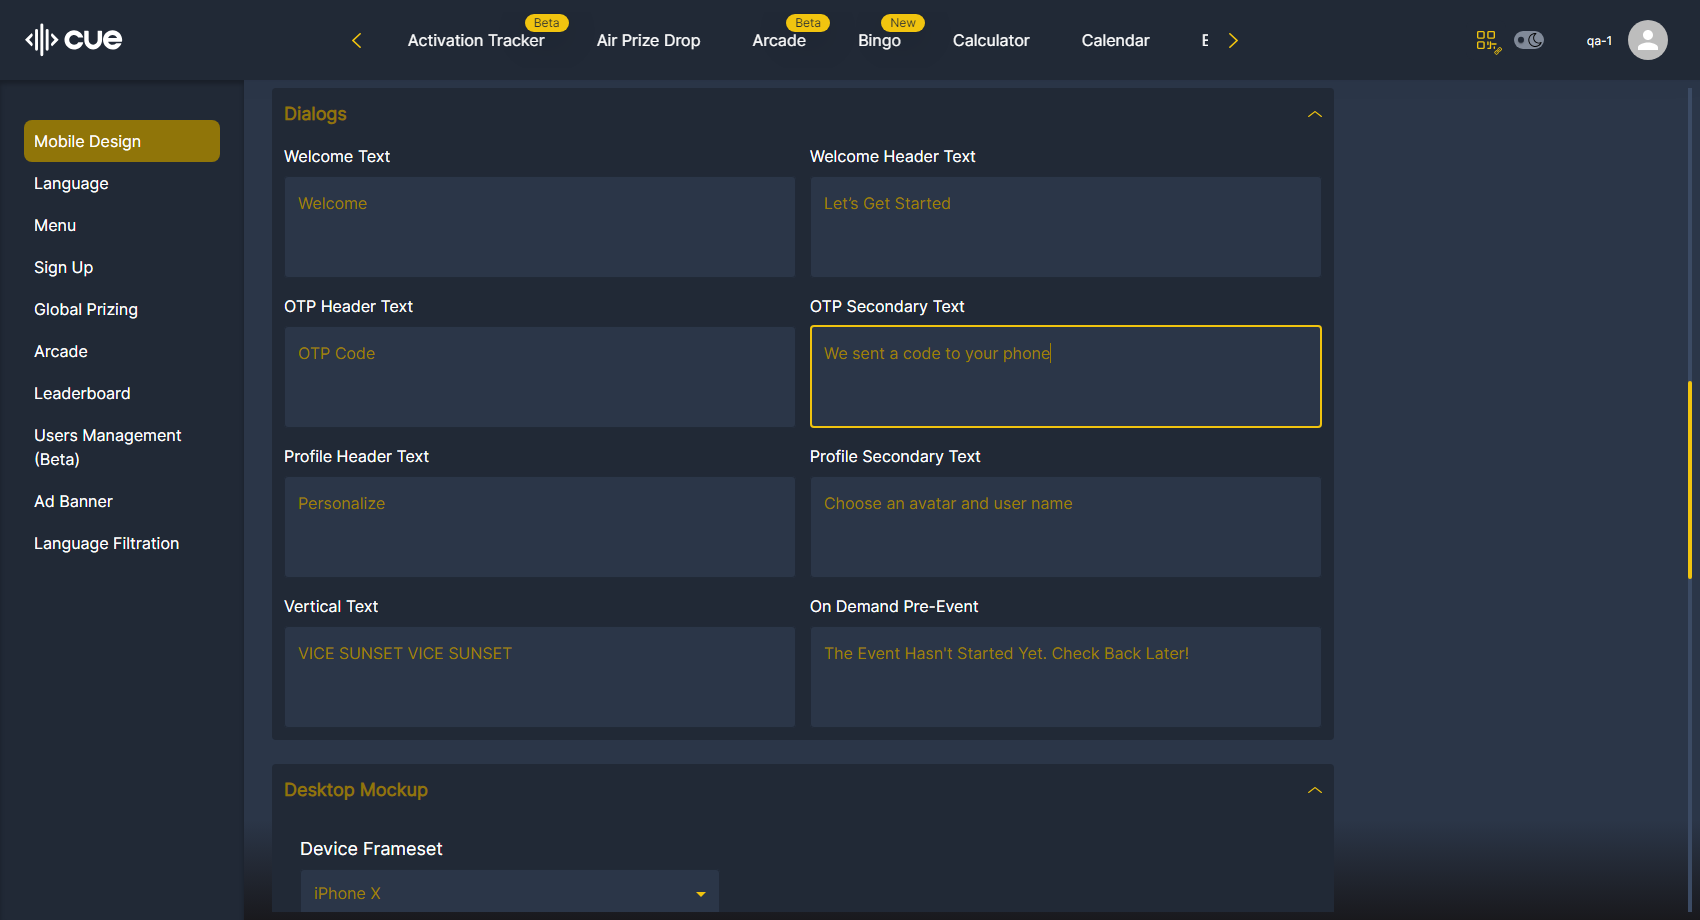 cue
Activation Tracker Beta
Air Prize Drop
Arcade Beta
Bingo New
Calculator
Calendar
qa-1
Mobile Design
Language
Menu
Sign Up
Global Prizing
Arcade
Leaderboard
Users Management
(Beta)
Ad Banner
Language Filtration
Dialogs
Welcome Text
Welcome
Welcome Header Text
Let’s Get Started
OTP Header Text
OTP Code
OTP Secondary Text
We sent a code to your phone
Profile Header Text
Personalize
Profile Secondary Text
Choose an avatar and user name
Vertical Text
VICE SUNSET VICE SUNSET
On Demand Pre-Event
The Event Hasn't Started Yet. Check Back Later!
Desktop Mockup
Device Frameset
iPhone X